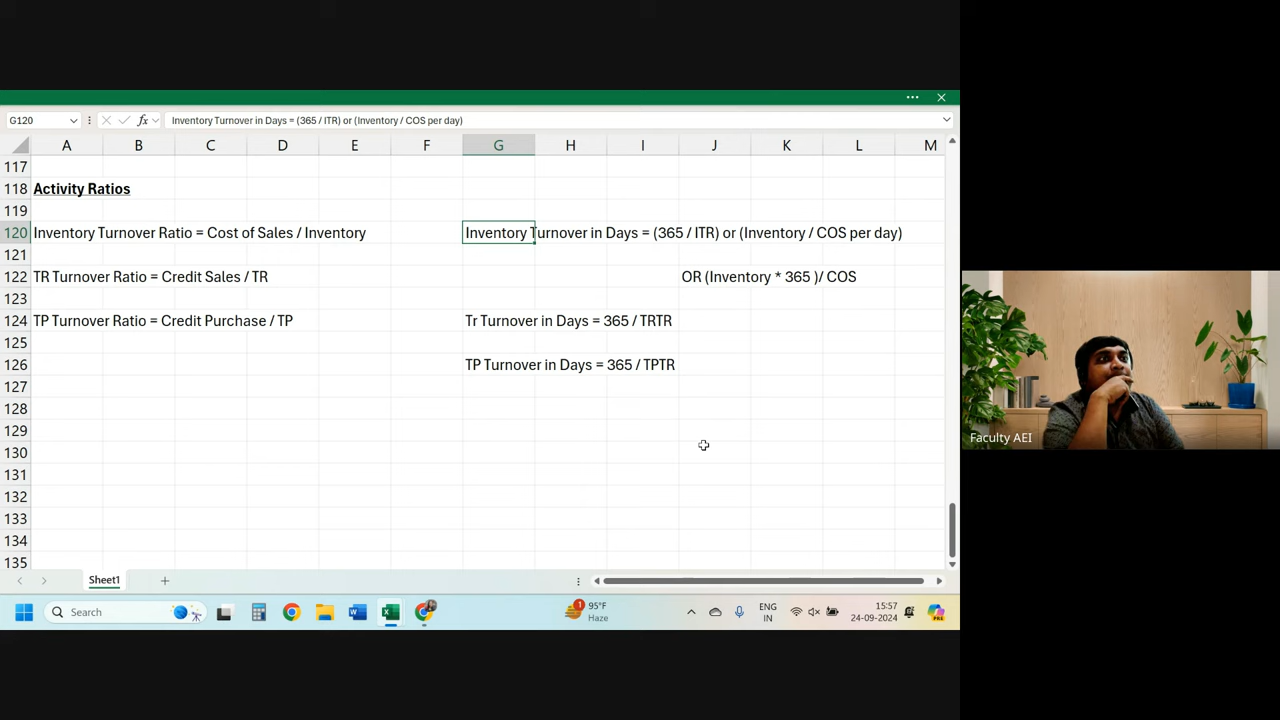 G120
fx
Inventory Turnover in Days = (365 / ITR) or (Inventory / COS per day)
A B C D E F G H I J K L M
117
118 Activity Ratios
119
120 Inventory Turnover Ratio = Cost of Sales / Inventory Inventory Turnover in Days = (365 / ITR) or (Inventory / COS per day)
121
122 TR Turnover Ratio = Credit Sales / TR OR (Inventory * 365 )/ COS
123
124 TP Turnover Ratio = Credit Purchase / TP Tr Turnover in Days = 365 / TRTR
125
126 TP Turnover in Days = 365 / TPTR
127
128
129
130
131
132
133
134
135
Faculty AEI
Sheet1
Search
1
95°F
Haze
ENG
IN
15:57
24-09-2024
PRE